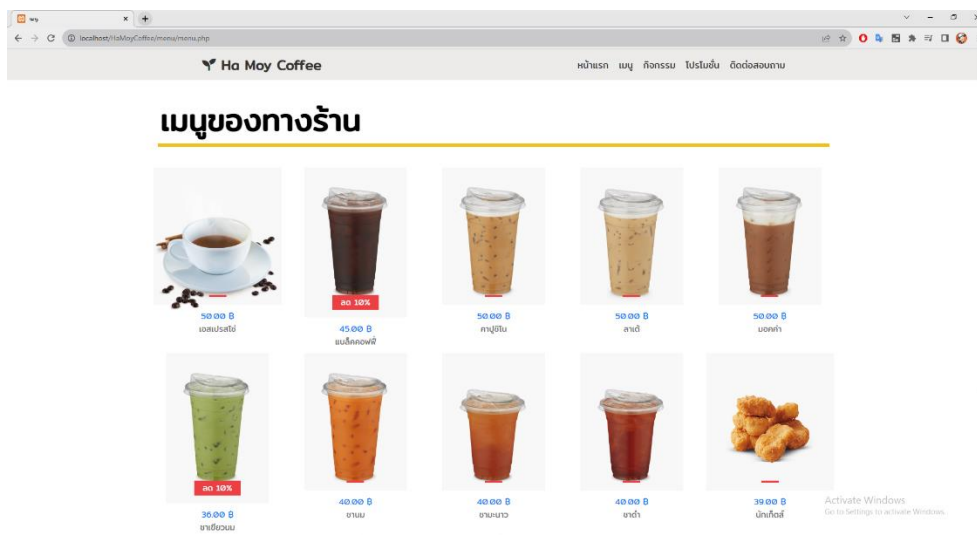 เมนู
localhost/HaMoyCoffee/menu/menu.php
Ha Moy Coffee
หน้าแรก เมนู กิจกรรม โปรโมชั่น ติดต่อสอบถาม
เมนูของทางร้าน
ลด 10%
50.00 ฿
เอสเปรสโซ่
45.00 ฿
แบล็คคอฟฟี่
50.00 ฿
คาปูชิโน
50.00 ฿
ลาเต้
50.00 ฿
มอคค่า
ลด 10%
36.00 ฿
ชาเขียวนม
40.00 ฿
ชานม
40.00 ฿
ชามะนาว
40.00 ฿
ชาดำ
39.00 ฿
นักเก็ตส์
Activate Windows
Go to Settings to activate Windows.